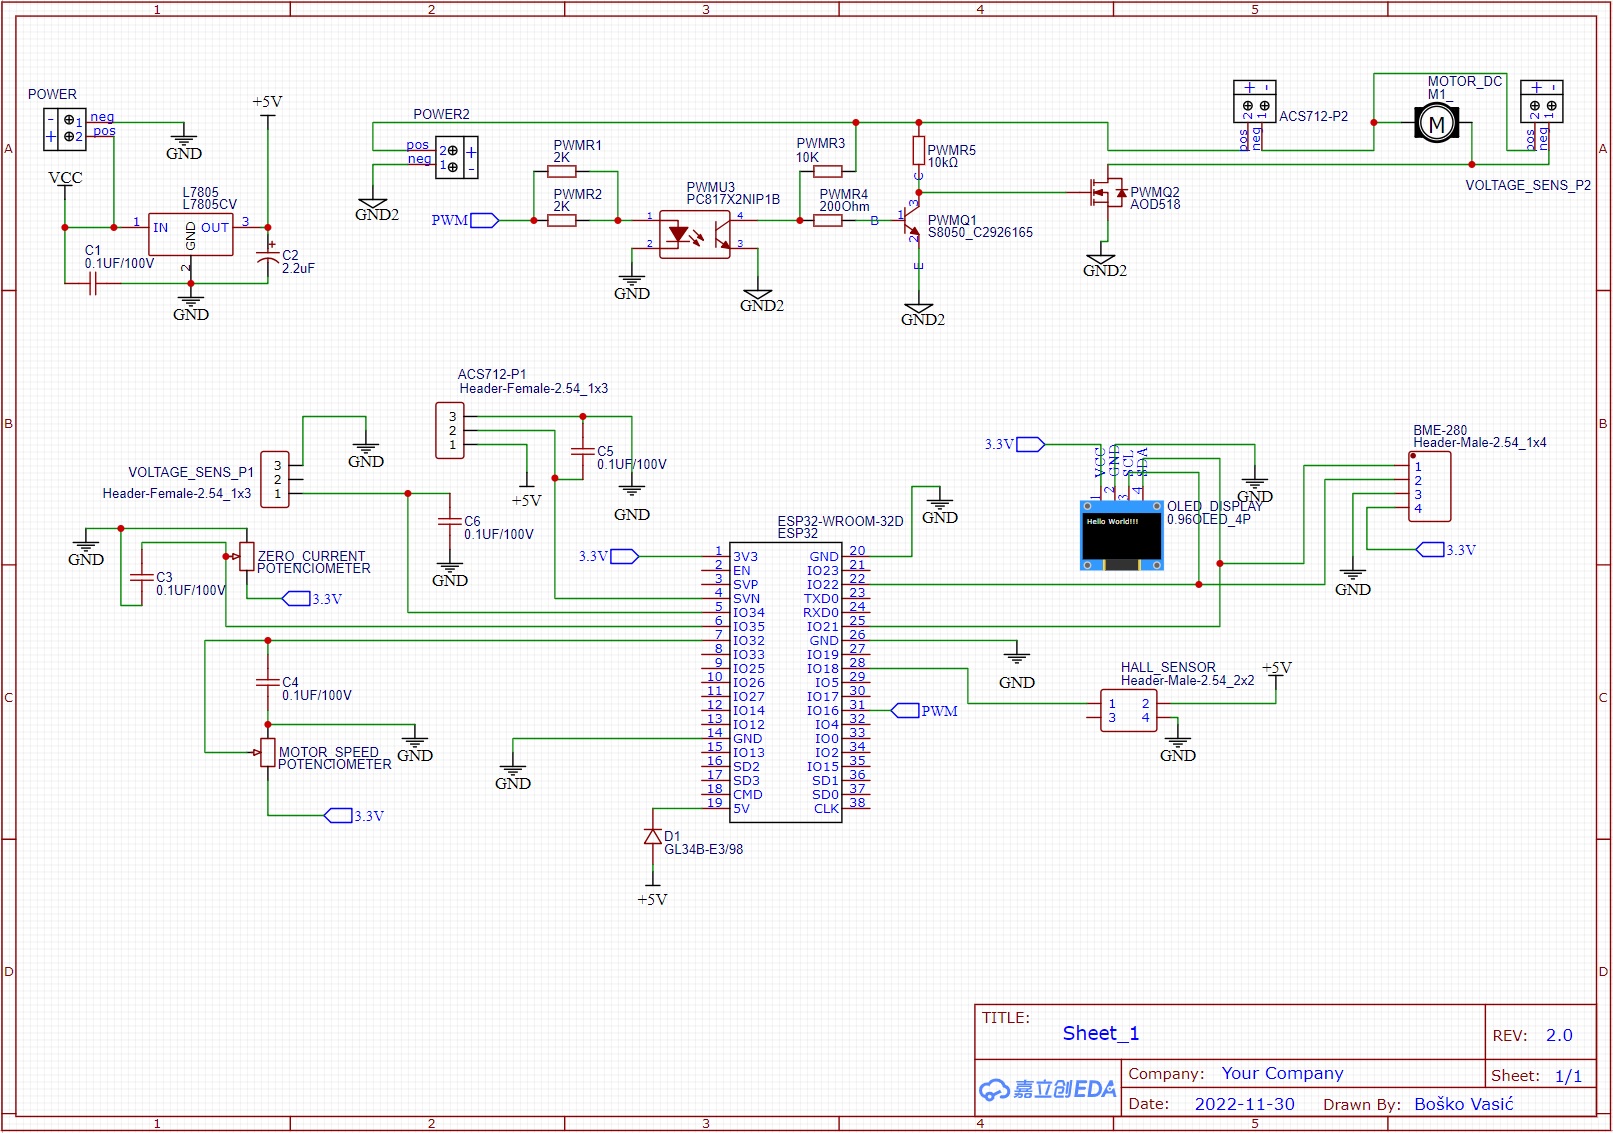 1 2 3 4 5
A
B
C
D
A
B
C
D
1 2 3 4 5
POWER
- 1 neg
+ 2 pos
GND
+5V
VCC
L7805
L7805CV
1 IN OUT 3
GND
2
C1
0.1UF/100V
+
C2
2.2uF
GND
POWER2
pos 2 +
neg 1 -
GND2
PWM
PWMR1
2K
PWMR2
2K
PWMU3
PC817X2NIP1B
1 4
2 3
GND
GND2
PWMR3
10K
PWMR4
200Ohm
PWMR5
10kΩ
C
3
B 1
2
E
PWMQ1
S8050_C2926165
GND2
PWMQ2
AOD518
GND2
+ -
2 1
pos neg
ACS712-P2
MOTOR_DC
M1_
M
+ -
2 1
pos neg
VOLTAGE_SENS_P2
ACS712-P1
Header-Female-2.54_1x3
3
2
1
C5
0.1UF/100V
+5V
GND
VOLTAGE_SENS_P1
Header-Female-2.54_1x3
3
2
1
GND
C6
0.1UF/100V
GND
GND
C3
0.1UF/100V
ZERO_CURRENT
POTENCIOMETER
3.3V
C4
0.1UF/100V
GND
MOTOR_SPEED
POTENCIOMETER
3.3V
ESP32-WROOM-32D
ESP32
3.3V
GND
1 3V3 GND 20
2 EN IO23 21
3 SVP IO22 22
4 SVN TXD0 23
5 IO34 RXD0 24
6 IO35 IO21 25
7 IO32 GND 26
8 IO33 IO19 27
9 IO25 IO18 28
10 IO26 IO5 29
11 IO27 IO17 30
12 IO14 IO16 31
13 IO12 IO4 32
14 GND IO0 33
15 IO13 IO2 34
16 SD2 IO15 35
17 SD3 SD1 36
18 CMD SD0 37
19 5V CLK 38
GND
D1
GL34B-E3/98
+5V
GND
PWM
3.3V
VCC GND SCL SDA
1 2 3 4
Hello World!!!
GND
OLED_DISPLAY
0.96OLED_4P
BME-280
Header-Male-2.54_1x4
1
2
3
4
3.3V
GND
HALL_SENSOR
Header-Male-2.54_2x2
1 2
3 4
+5V
GND
TITLE:
Sheet_1
REV: 2.0
嘉立创EDA
Company: Your Company
Sheet: 1/1
Date: 2022-11-30
Drawn By: Boško Vasić